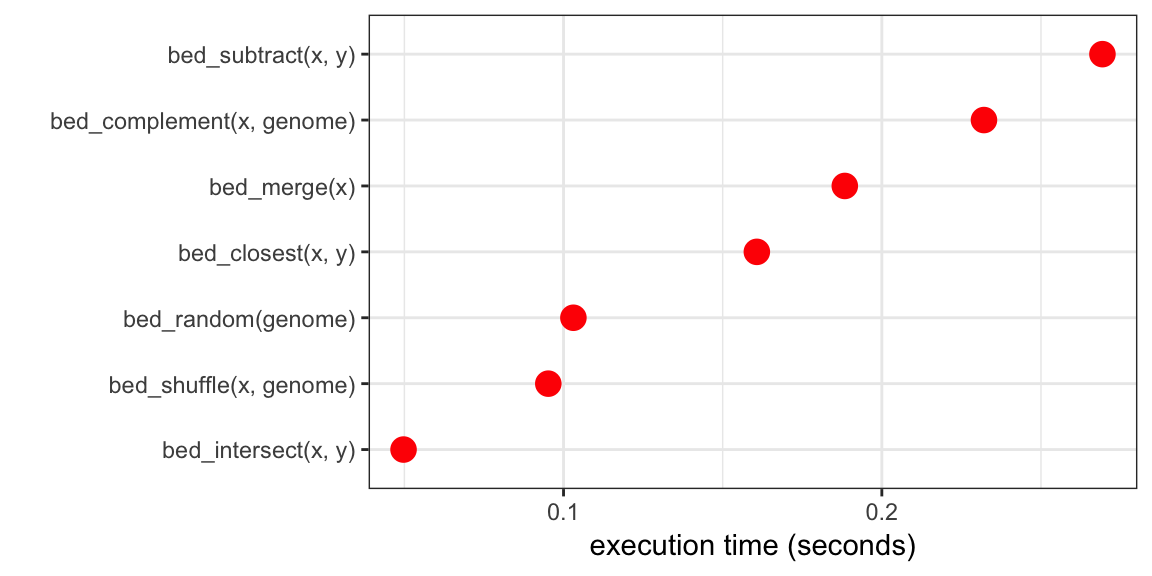 bed_subtract(x, y)
bed_complement(x, genome)
bed_merge(x)
bed_closest(x, y)
bed_random(genome)
bed_shuffle(x, genome)
bed_intersect(x, y)
0.1 0.2
execution time (seconds)